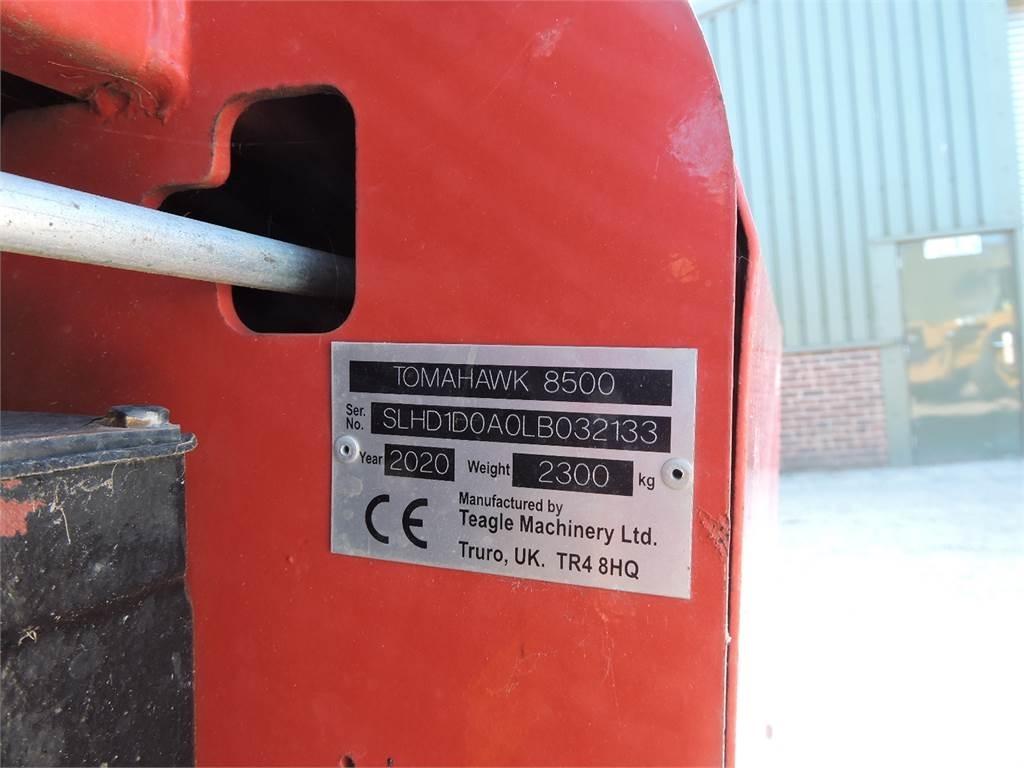 TOMAHAWK 8500
Ser. No. SLHD1D0A0LB032133
Year 2020 Weight 2300 kg
CE
Manufactured by
Teagle Machinery Ltd.
Truro, UK. TR4 8HQ